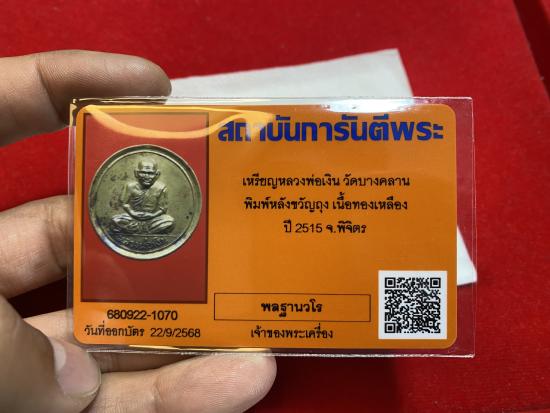 สถาบันการันตีพระ
เหรียญหลวงพ่อเงิน วัดบางคลาน
พิมพ์หลังขวัญถุง เนื้อทองเหลือง
ปี 2515 จ.พิจิตร
พลฐานวโร
เจ้าของพระเครื่อง
680922-1070
วันที่ออกบัตร 22/9/2568